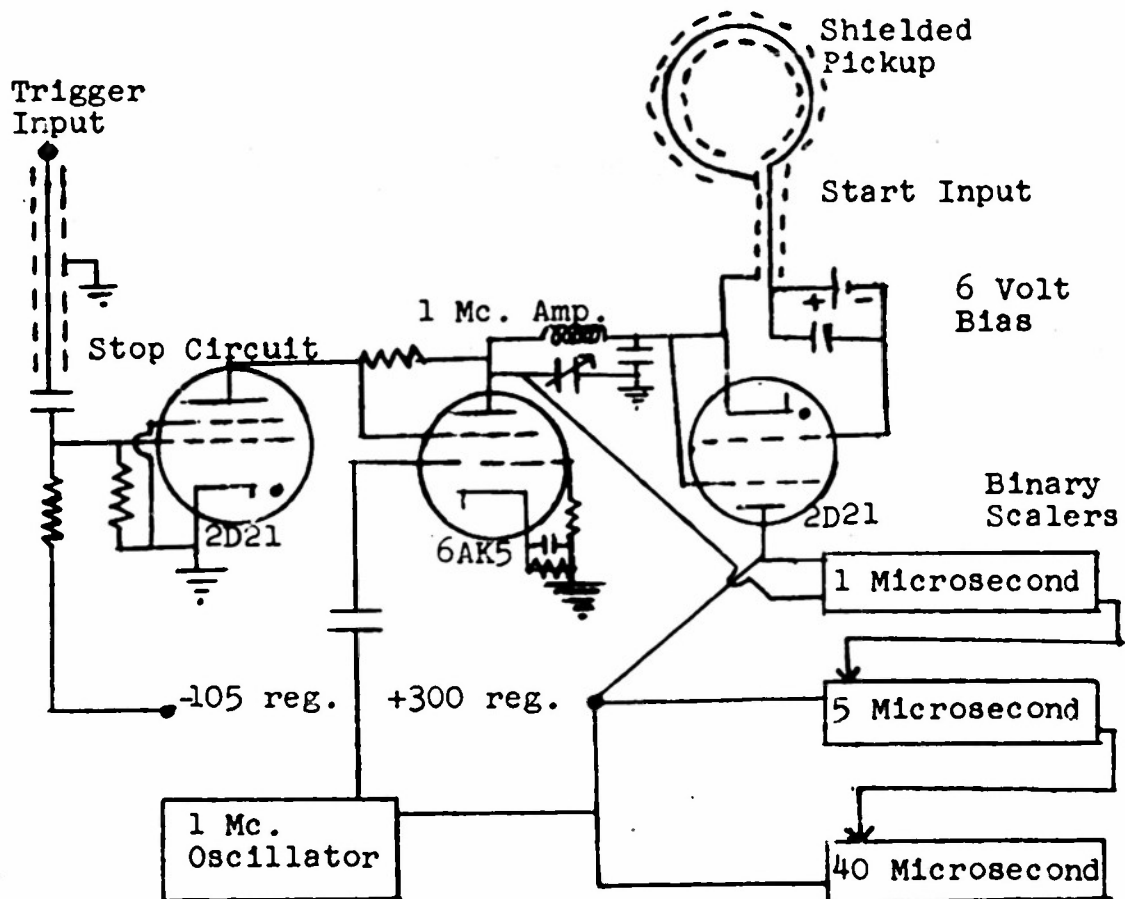 Shielded
Pickup
Trigger
Input
Start Input
6 Volt
Bias
+ -
1 Mc. Amp.
Stop Circuit
2D21
6AK5
2D21
Binary
Scalers
1 Microsecond
-105 reg.
+300 reg.
5 Microsecond
1 Mc.
Oscillator
40 Microsecond